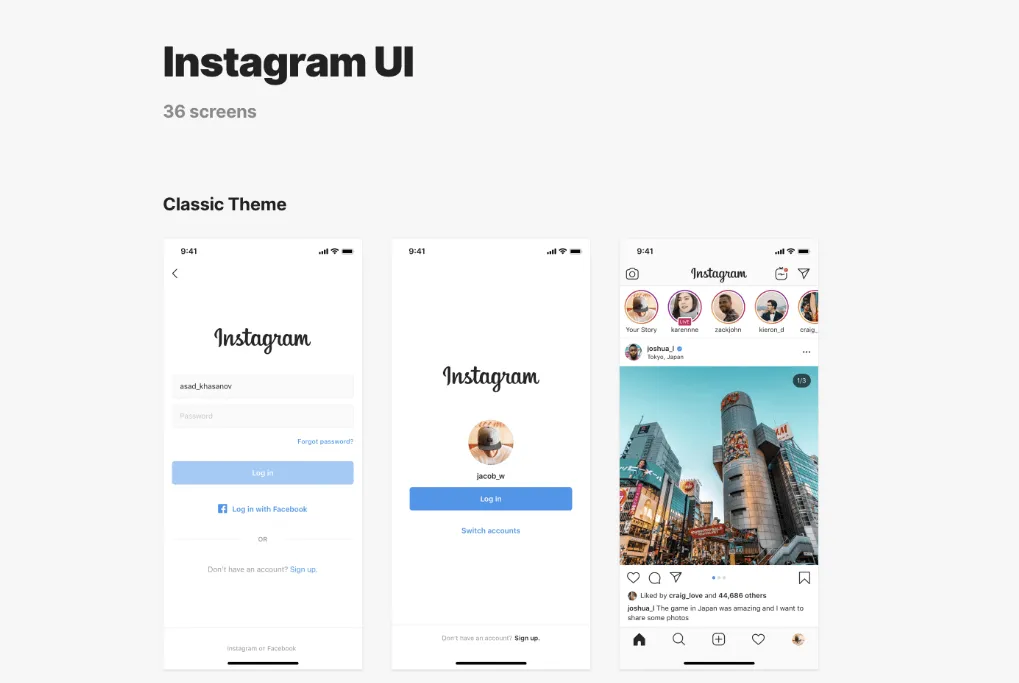 Instagram UI
36 screens
Classic Theme
9:41
Instagram
asad_khasanov
Password
Forgot password?
Log in
Log in with Facebook
OR
Don't have an account? Sign up.
Instagram or Facebook
9:41
Instagram
jacob_w
Log in
Switch accounts
Don't have an account? Sign up.
9:41
Instagram
LIVE
Your Story karennne zackjohn kieron_d craig_
joshua_l
Tokyo, Japan
1/3
Liked by craig_love and 44,686 others
joshua_l The game in Japan was amazing and I want to
share some photos